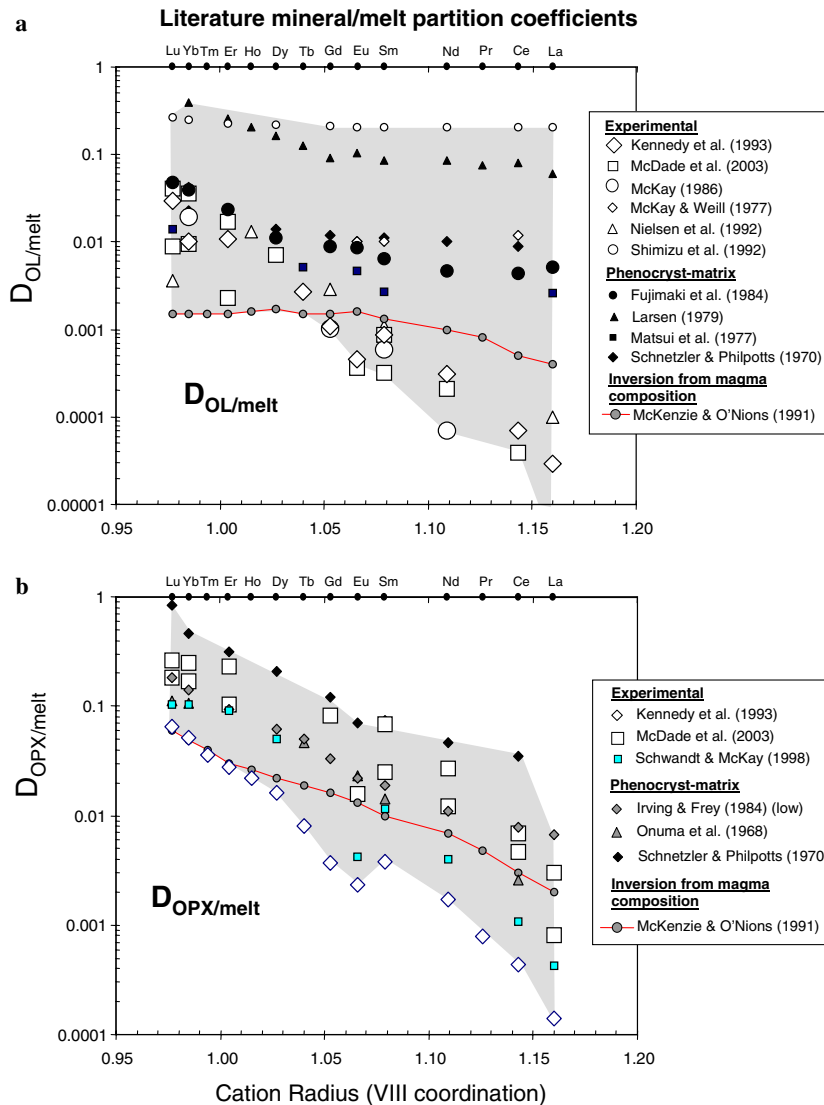 Literature mineral/melt partition coefficients
a
Lu Yb Tm Er Ho Dy Tb Gd Eu Sm Nd Pr Ce La
1
0.1
0.01
0.001
0.0001
0.00001
D_OL/melt
D_OL/melt
0.95 1.00 1.05 1.10 1.15 1.20
Experimental
Kennedy et al. (1993)
McDade et al. (2003)
McKay (1986)
McKay & Weill (1977)
Nielsen et al. (1992)
Shimizu et al. (1992)
Phenocryst-matrix
Fujimaki et al. (1984)
Larsen (1979)
Matsui et al. (1977)
Schnetzler & Philpotts (1970)
Inversion from magma
composition
McKenzie & O'Nions (1991)
b
Lu Yb Tm Er Ho Dy Tb Gd Eu Sm Nd Pr Ce La
1
0.1
0.01
0.001
0.0001
D_OPX/melt
D_OPX/melt
0.95 1.00 1.05 1.10 1.15 1.20
Cation Radius (VIII coordination)
Experimental
Kennedy et al. (1993)
McDade et al. (2003)
Schwandt & McKay (1998)
Phenocryst-matrix
Irving & Frey (1984) (low)
Onuma et al. (1968)
Schnetzler & Philpotts (1970
Inversion from magma
composition
McKenzie & O'Nions (1991)